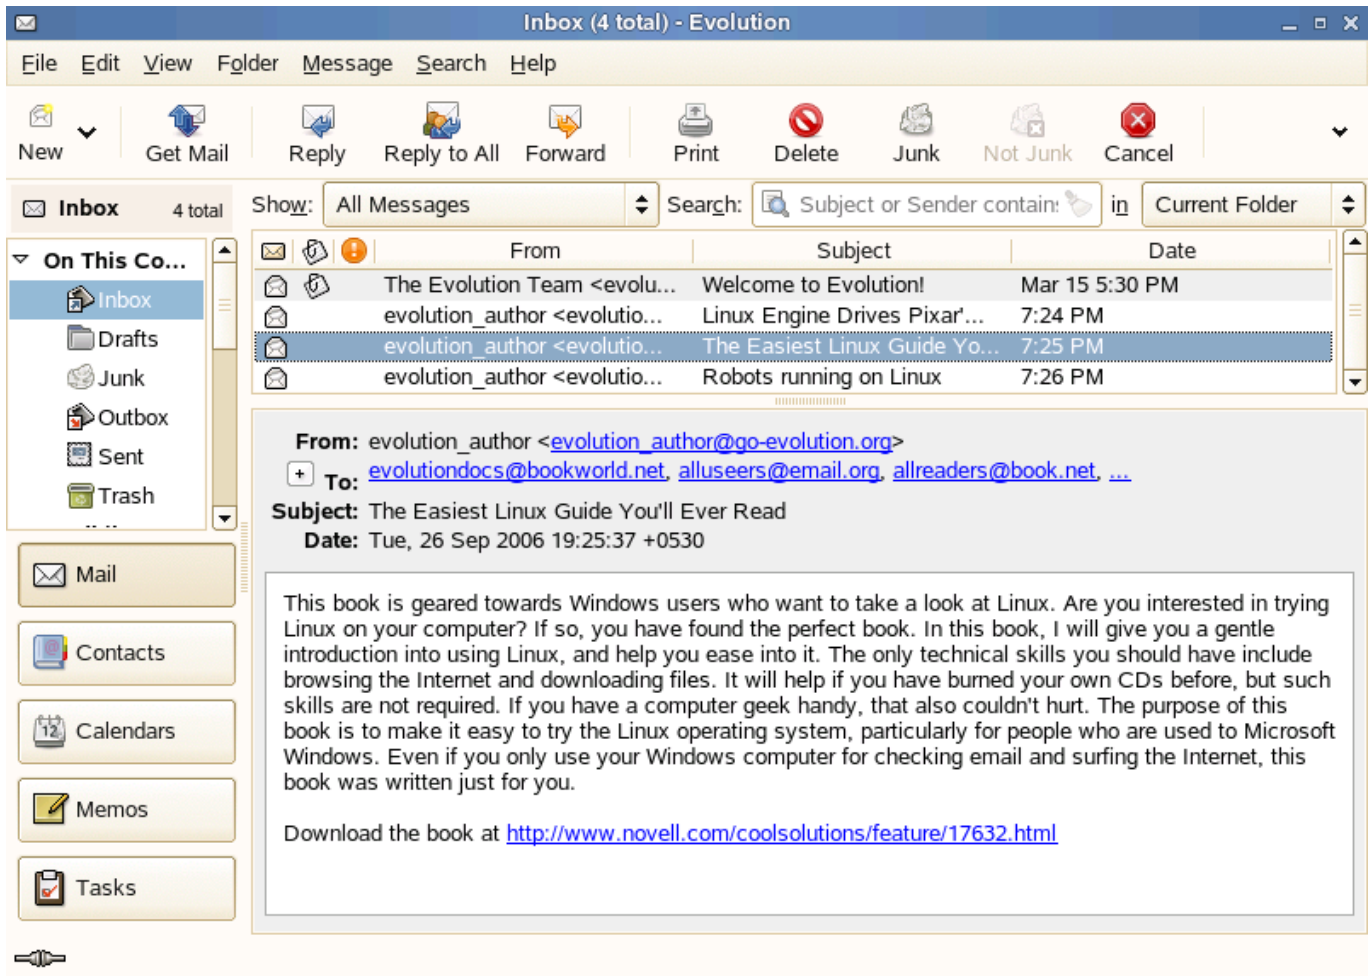 Inbox (4 total) - Evolution
File Edit View Folder Message Search Help
New Get Mail Reply Reply to All Forward Print Delete Junk Not Junk Cancel
Inbox 4 total Show: All Messages Search: Subject or Sender contain: in Current Folder
On This Co...
Inbox
Drafts
Junk
Outbox
Sent
Trash
Mail
Contacts
12 Calendars
Memos
Tasks
From Subject Date
The Evolution Team <evolu... Welcome to Evolution! Mar 15 5:30 PM
evolution_author <evolutio... Linux Engine Drives Pixar'... 7:24 PM
evolution_author <evolutio... The Easiest Linux Guide Yo... 7:25 PM
evolution_author <evolutio... Robots running on Linux 7:26 PM
From: evolution_author <evolution_author@go-evolution.org>
To: evolutiondocs@bookworld.net, alluseers@email.org, allreaders@book.net, ...
Subject: The Easiest Linux Guide You'll Ever Read
Date: Tue, 26 Sep 2006 19:25:37 +0530
This book is geared towards Windows users who want to take a look at Linux. Are you interested in trying
Linux on your computer? If so, you have found the perfect book. In this book, I will give you a gentle
introduction into using Linux, and help you ease into it. The only technical skills you should have include
browsing the Internet and downloading files. It will help if you have burned your own CDs before, but such
skills are not required. If you have a computer geek handy, that also couldn't hurt. The purpose of this
book is to make it easy to try the Linux operating system, particularly for people who are used to Microsoft
Windows. Even if you only use your Windows computer for checking email and surfing the Internet, this
book was written just for you.
Download the book at http://www.novell.com/coolsolutions/feature/17632.html